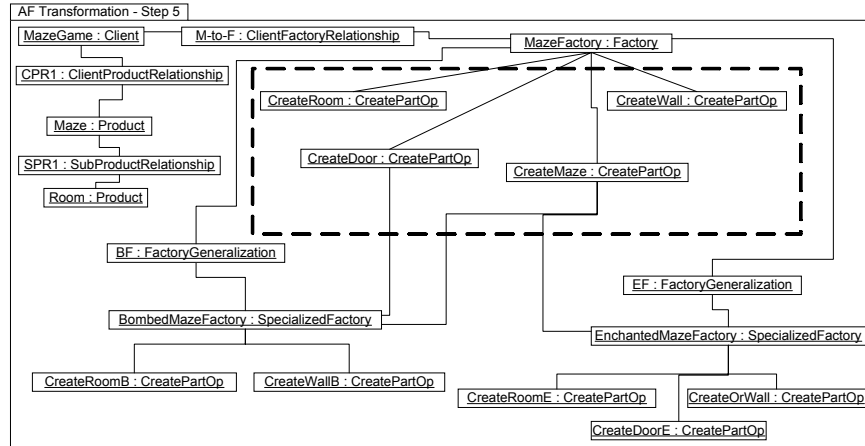 AF Transformation - Step 5
MazeGame : Client
M-to-F : ClientFactoryRelationship
MazeFactory : Factory
CPR1 : ClientProductRelationship
CreateRoom : CreatePartOp
CreateWall : CreatePartOp
Maze : Product
CreateDoor : CreatePartOp
SPR1 : SubProductRelationship
CreateMaze : CreatePartOp
Room : Product
BF : FactoryGeneralization
EF : FactoryGeneralization
BombedMazeFactory : SpecializedFactory
EnchantedMazeFactory : SpecializedFactory
CreateRoomB : CreatePartOp
CreateWallB : CreatePartOp
CreateRoomE : CreatePartOp
CreateOrWall : CreatePartOp
CreateDoorE : CreatePartOp